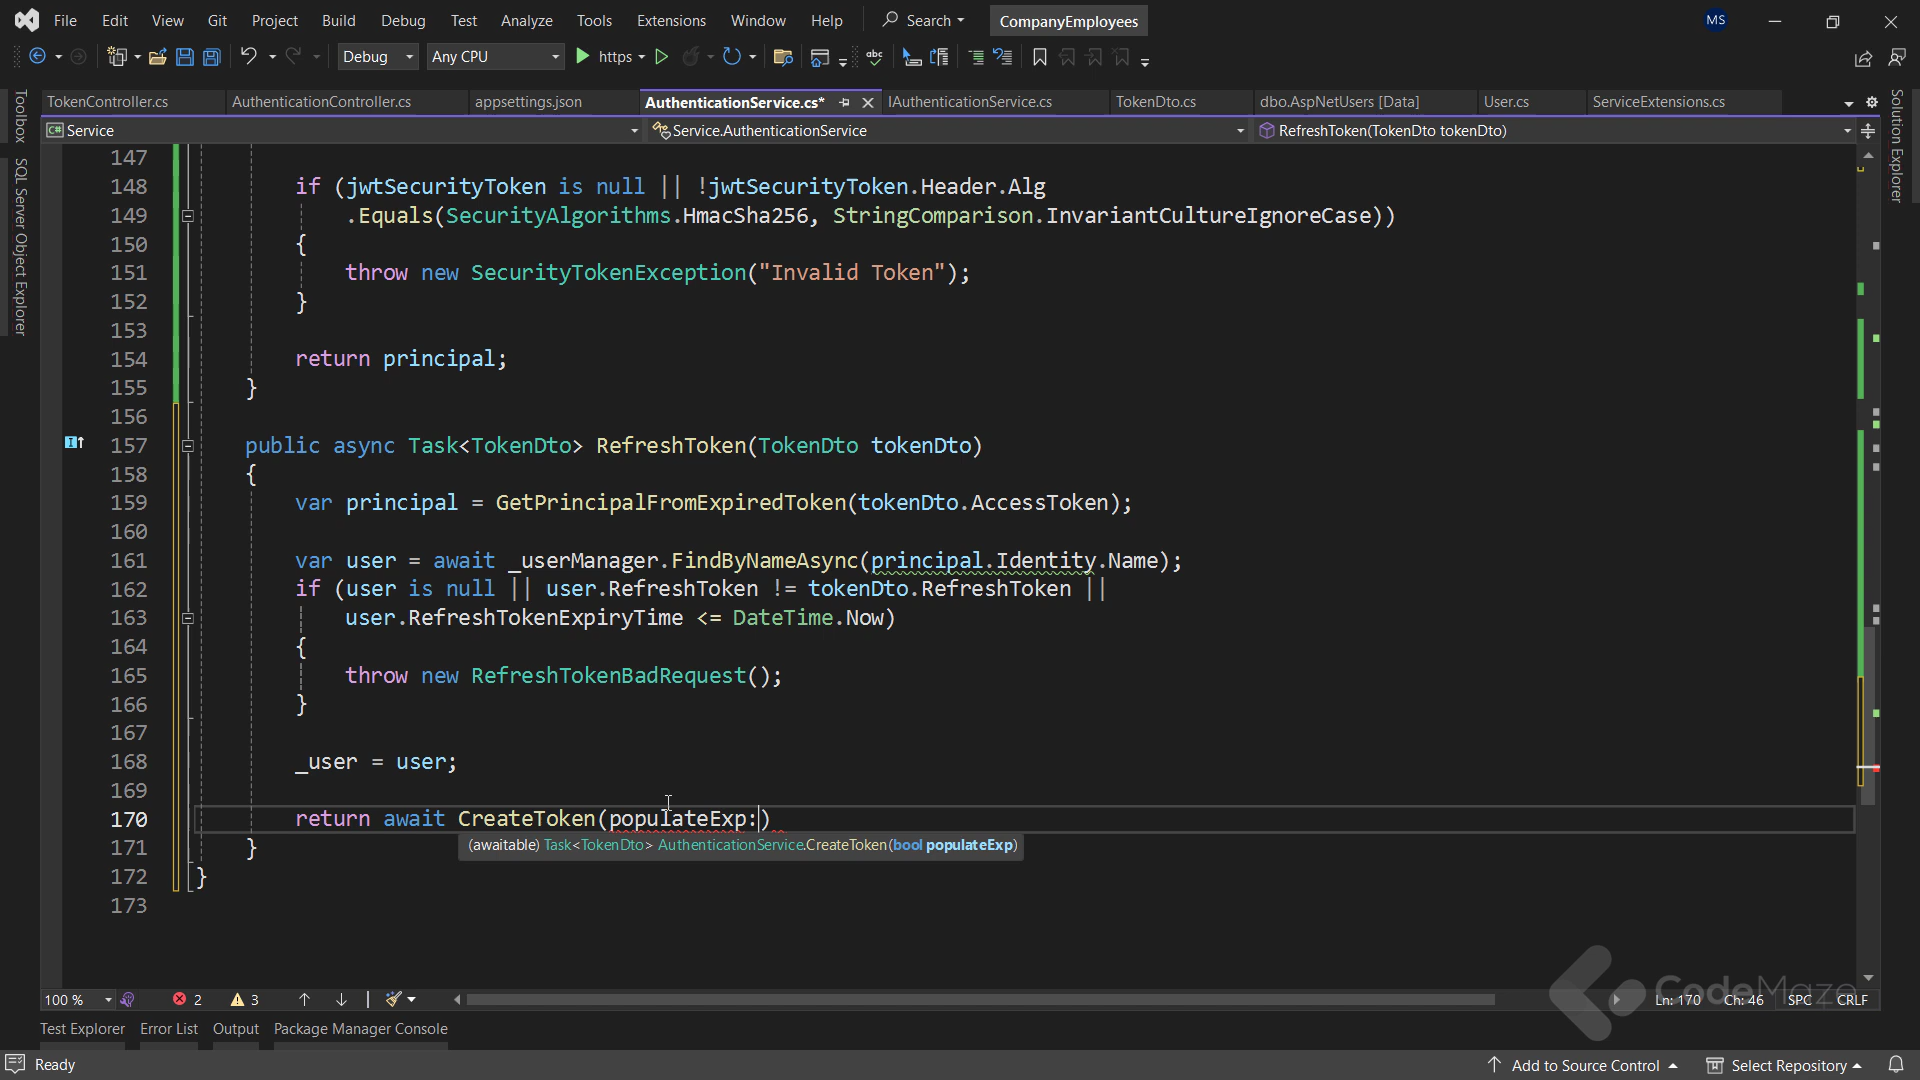 File Edit View Git Project Build Debug Test Analyze Tools Extensions Window Help Search CompanyEmployees MS
Debug Any CPU https abc
TokenController.cs AuthenticationController.cs appsettings.json AuthenticationService.cs* IAuthenticationService.cs TokenDto.cs dbo.AspNetUsers [Data] User.cs ServiceExtensions.cs
C# Service Service.AuthenticationService RefreshToken(TokenDto tokenDto)
Toolbox
SQL Server Object Explorer
Solution Explorer
147
148 if (jwtSecurityToken is null || !jwtSecurityToken.Header.Alg
149 .Equals(SecurityAlgorithms.HmacSha256, StringComparison.InvariantCultureIgnoreCase))
150 {
151 throw new SecurityTokenException("Invalid Token");
152 }
153
154 return principal;
155 }
156
157 public async Task<TokenDto> RefreshToken(TokenDto tokenDto)
158 {
159 var principal = GetPrincipalFromExpiredToken(tokenDto.AccessToken);
160
161 var user = await _userManager.FindByNameAsync(principal.Identity.Name);
162 if (user is null || user.RefreshToken != tokenDto.RefreshToken ||
163 user.RefreshTokenExpiryTime <= DateTime.Now)
164 {
165 throw new RefreshTokenBadRequest();
166 }
167
168 _user = user;
169
170 return await CreateToken(populateExp:)
(awaitable) Task<TokenDto> AuthenticationService.CreateToken(bool populateExp)
171 }
172 }
173
100 % 2 3 Ln: 170 Ch: 46 SPC CRLF
CodeMaze
Test Explorer Error List Output Package Manager Console
Ready Add to Source Control Select Repository